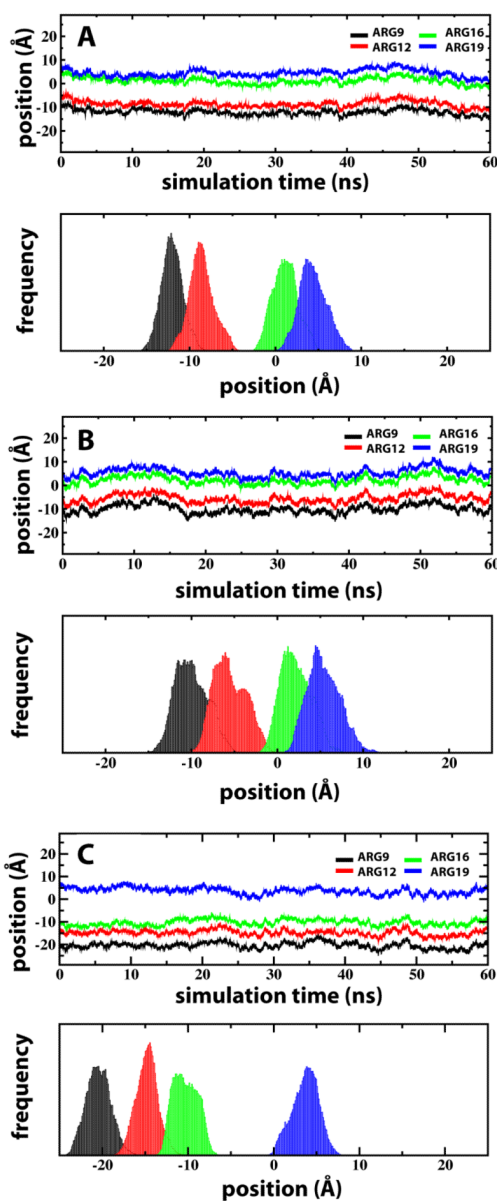 A
ARG9 ARG16
ARG12 ARG19
position (Å)
20
10
0
-10
-20
0 10 20 30 40 50 60
simulation time (ns)
frequency
-20 -10 0 10 20
position (Å)
B
ARG9 ARG16
ARG12 ARG19
position (Å)
20
10
0
-10
-20
0 10 20 30 40 50 60
simulation time (ns)
frequency
-20 -10 0 10 20
position (Å)
C
ARG9 ARG16
ARG12 ARG19
position (Å)
20
10
0
-10
-20
0 10 20 30 40 50 60
simulation time (ns)
frequency
-20 -10 0 10 20
position (Å)